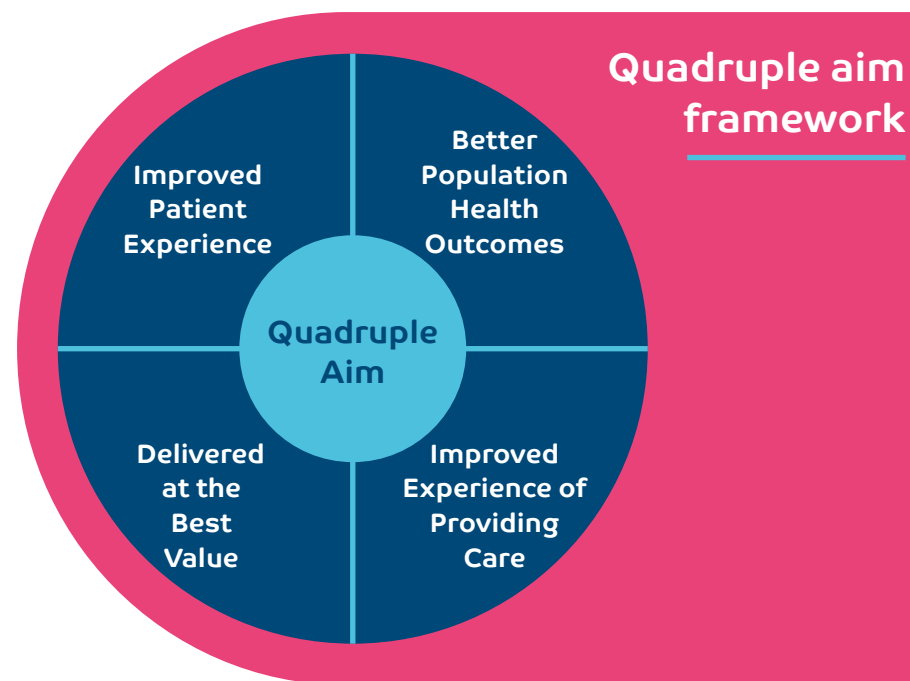 Quadruple aim
framework
Improved
Patient
Experience
Better
Population
Health
Outcomes
Quadruple
Aim
Delivered
at the
Best
Value
Improved
Experience of
Providing
Care